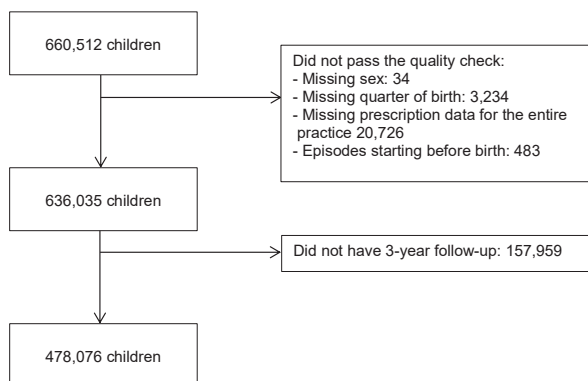 660,512 children
Did not pass the quality check:
- Missing sex: 34
- Missing quarter of birth: 3,234
- Missing prescription data for the entire
practice 20,726
- Episodes starting before birth: 483
636,035 children
Did not have 3-year follow-up: 157,959
478,076 children